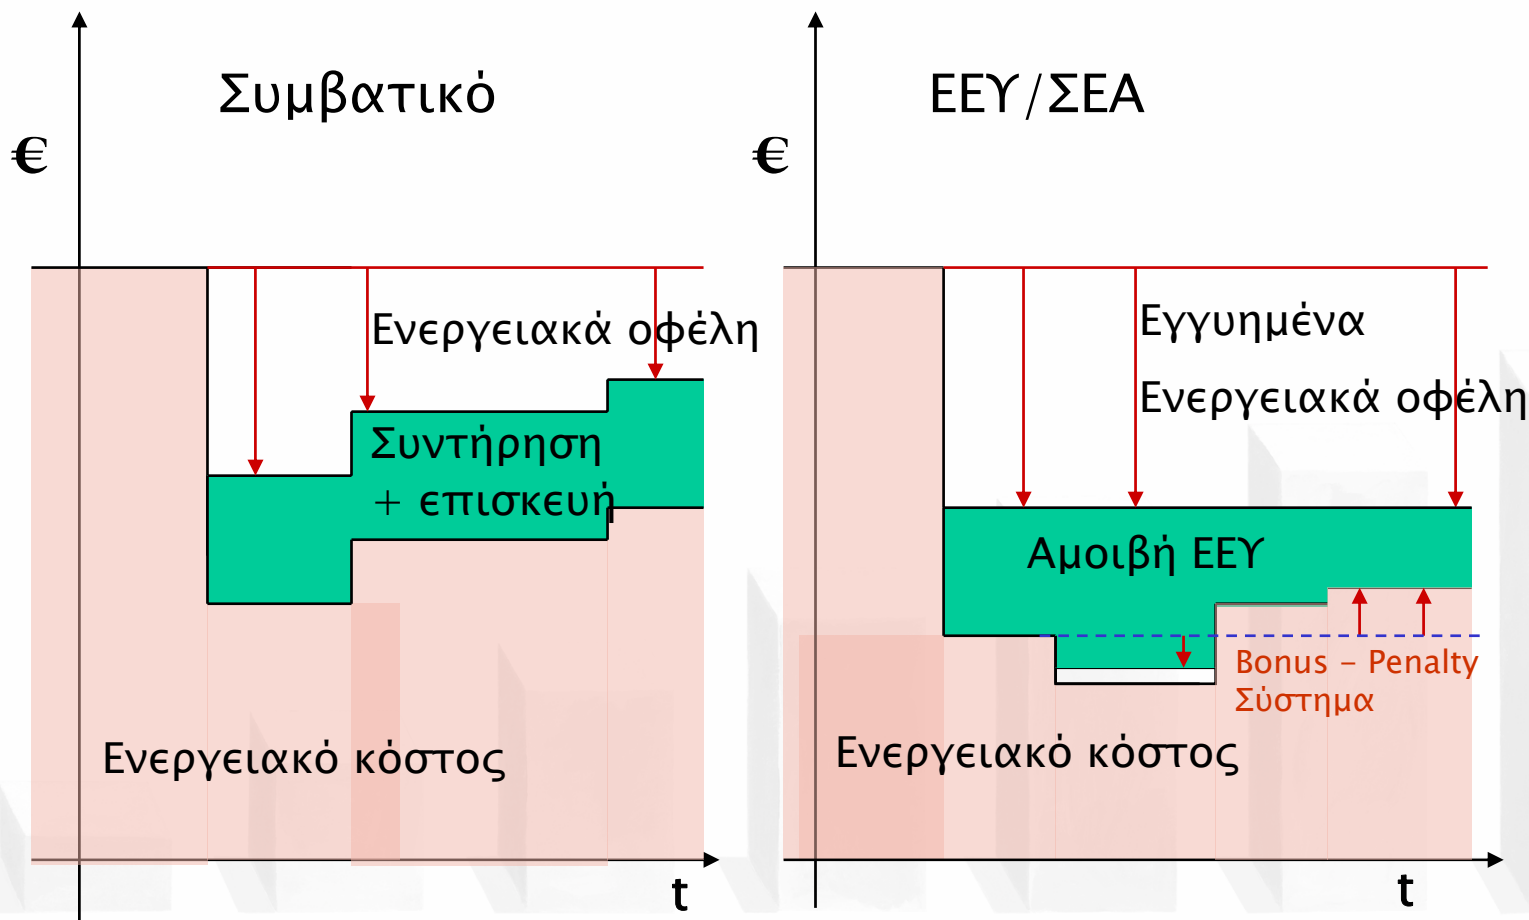 Συμβατικό
€
Ενεργειακά οφέλη
Συντήρηση
+ επισκευή
Ενεργειακό κόστος
t
ΕΕΥ/ΣΕΑ
€
Εγγυημένα
Ενεργειακά οφέλη
Αμοιβή ΕΕΥ
Bonus – Penalty
Σύστημα
Ενεργειακό κόστος
t